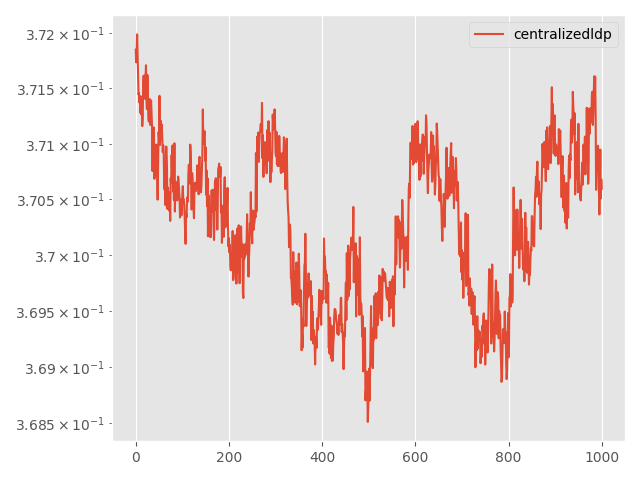 centralizedldp
3.72 × 10⁻¹
3.715 × 10⁻¹
3.71 × 10⁻¹
3.705 × 10⁻¹
3.7 × 10⁻¹
3.695 × 10⁻¹
3.69 × 10⁻¹
3.685 × 10⁻¹
0 200 400 600 800 1000